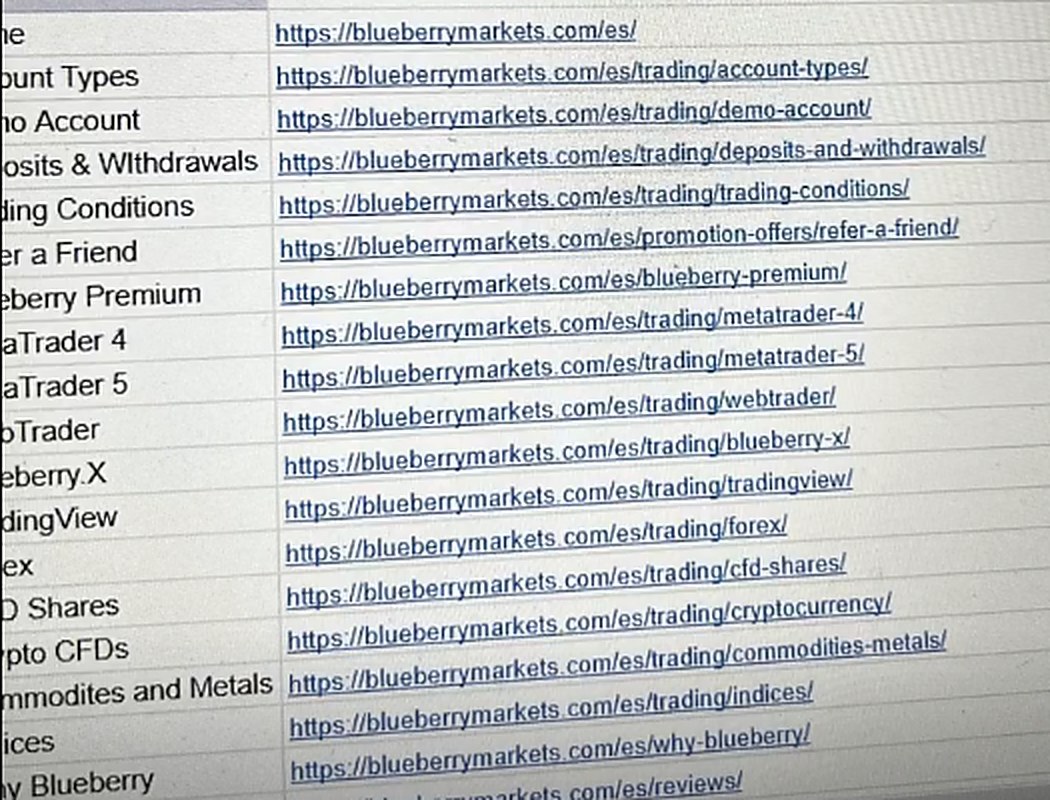 ne https://blueberrymarkets.com/es/
ount Types https://blueberrymarkets.com/es/trading/account-types/
no Account https://blueberrymarkets.com/es/trading/demo-account/
osits & WIthdrawals https://blueberrymarkets.com/es/trading/deposits-and-withdrawals/
ding Conditions https://blueberrymarkets.com/es/trading/trading-conditions/
er a Friend https://blueberrymarkets.com/es/promotion-offers/refer-a-friend/
eberry Premium https://blueberrymarkets.com/es/blueberry-premium/
aTrader 4 https://blueberrymarkets.com/es/trading/metatrader-4/
aTrader 5 https://blueberrymarkets.com/es/trading/metatrader-5/
oTrader https://blueberrymarkets.com/es/trading/webtrader/
eberry.X https://blueberrymarkets.com/es/trading/blueberry-x/
dingView https://blueberrymarkets.com/es/trading/tradingview/
ex https://blueberrymarkets.com/es/trading/forex/
D Shares https://blueberrymarkets.com/es/trading/cfd-shares/
pto CFDs https://blueberrymarkets.com/es/trading/cryptocurrency/
mmodites and Metals https://blueberrymarkets.com/es/trading/commodities-metals/
ices https://blueberrymarkets.com/es/trading/indices/
y Blueberry https://blueberrymarkets.com/es/why-blueberry/
markets.com/es/reviews/